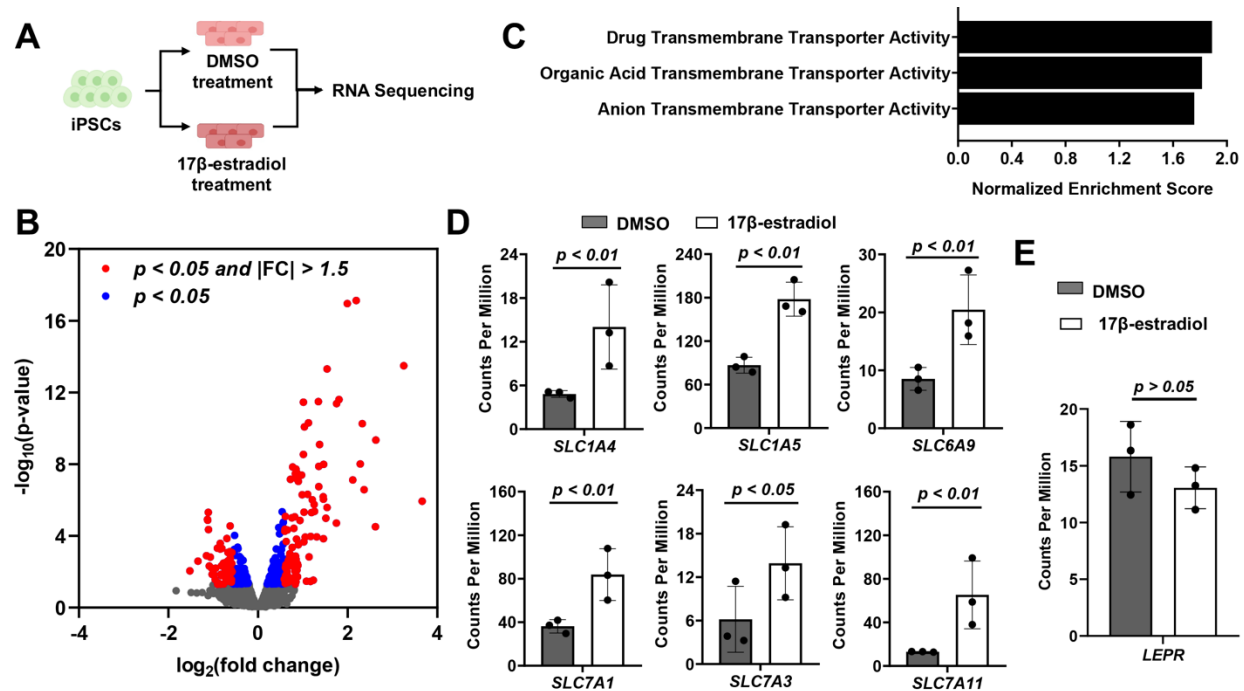 A
iPSCs
DMSO
treatment
17β-estradiol
treatment
RNA Sequencing
B
20
16
12
8
4
0
-log10(p-value)
p < 0.05 and |FC| > 1.5
p < 0.05
-4
-2
0
2
4
log2(fold change)
C
Drug Transmembrane Transporter Activity
Organic Acid Transmembrane Transporter Activity
Anion Transmembrane Transporter Activity
0.0
0.4
0.8
1.2
1.6
2.0
Normalized Enrichment Score
D
DMSO
17β-estradiol
Counts Per Million
24
18
12
6
0
p < 0.01
SLC1A4
Counts Per Million
240
180
120
60
0
p < 0.01
SLC1A5
Counts Per Million
30
20
10
0
p < 0.01
SLC6A9
Counts Per Million
160
120
80
40
0
p < 0.01
SLC7A1
Counts Per Million
24
18
12
6
0
p < 0.05
SLC7A3
Counts Per Million
160
120
80
40
0
p < 0.01
SLC7A11
E
DMSO
17β-estradiol
Counts Per Million
20
15
10
5
0
p > 0.05
LEPR